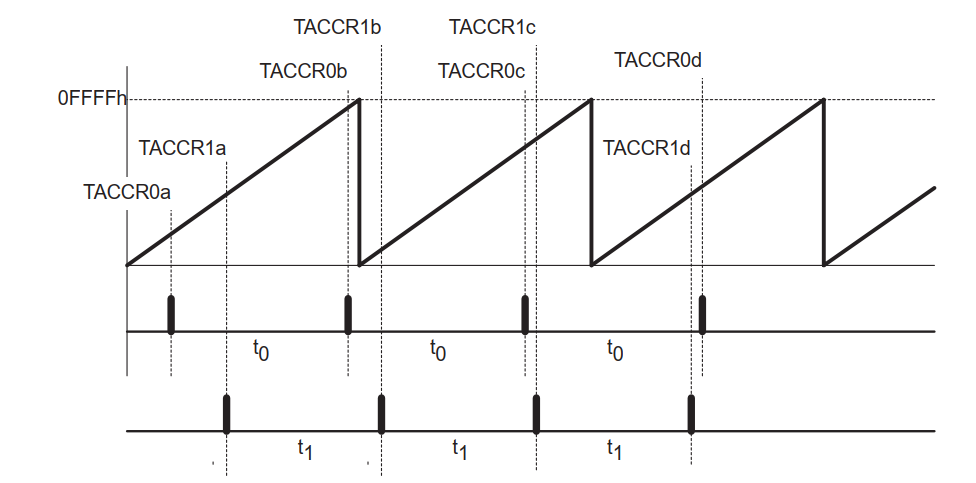 TACCR1b
TACCR1c
TACCR0b
TACCR0c
TACCR0d
0FFFFh
TACCR1a
TACCR1d
TACCR0a
t0
t0
t0
t1
t1
t1